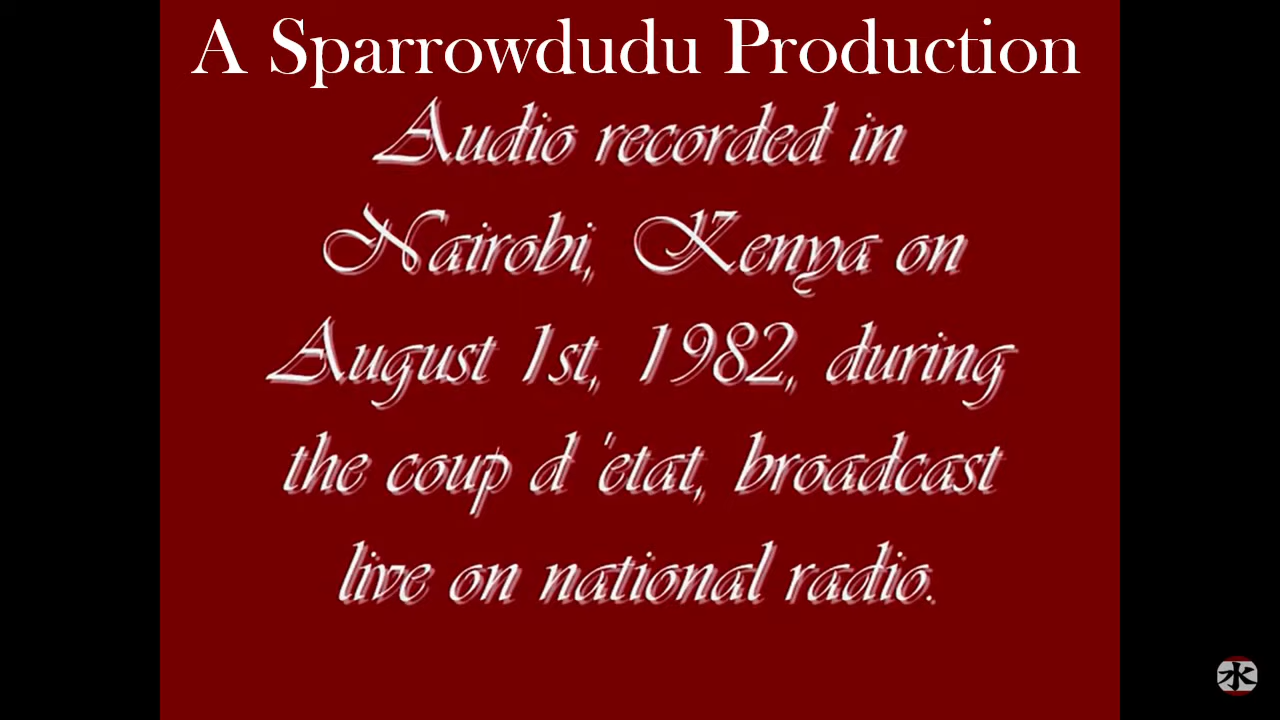 A Sparrowdudu Production
Audio recorded in
Nairobi, Kenya on
August 1st, 1982, during
the coup d 'etat, broadcast
live on national radio.
水